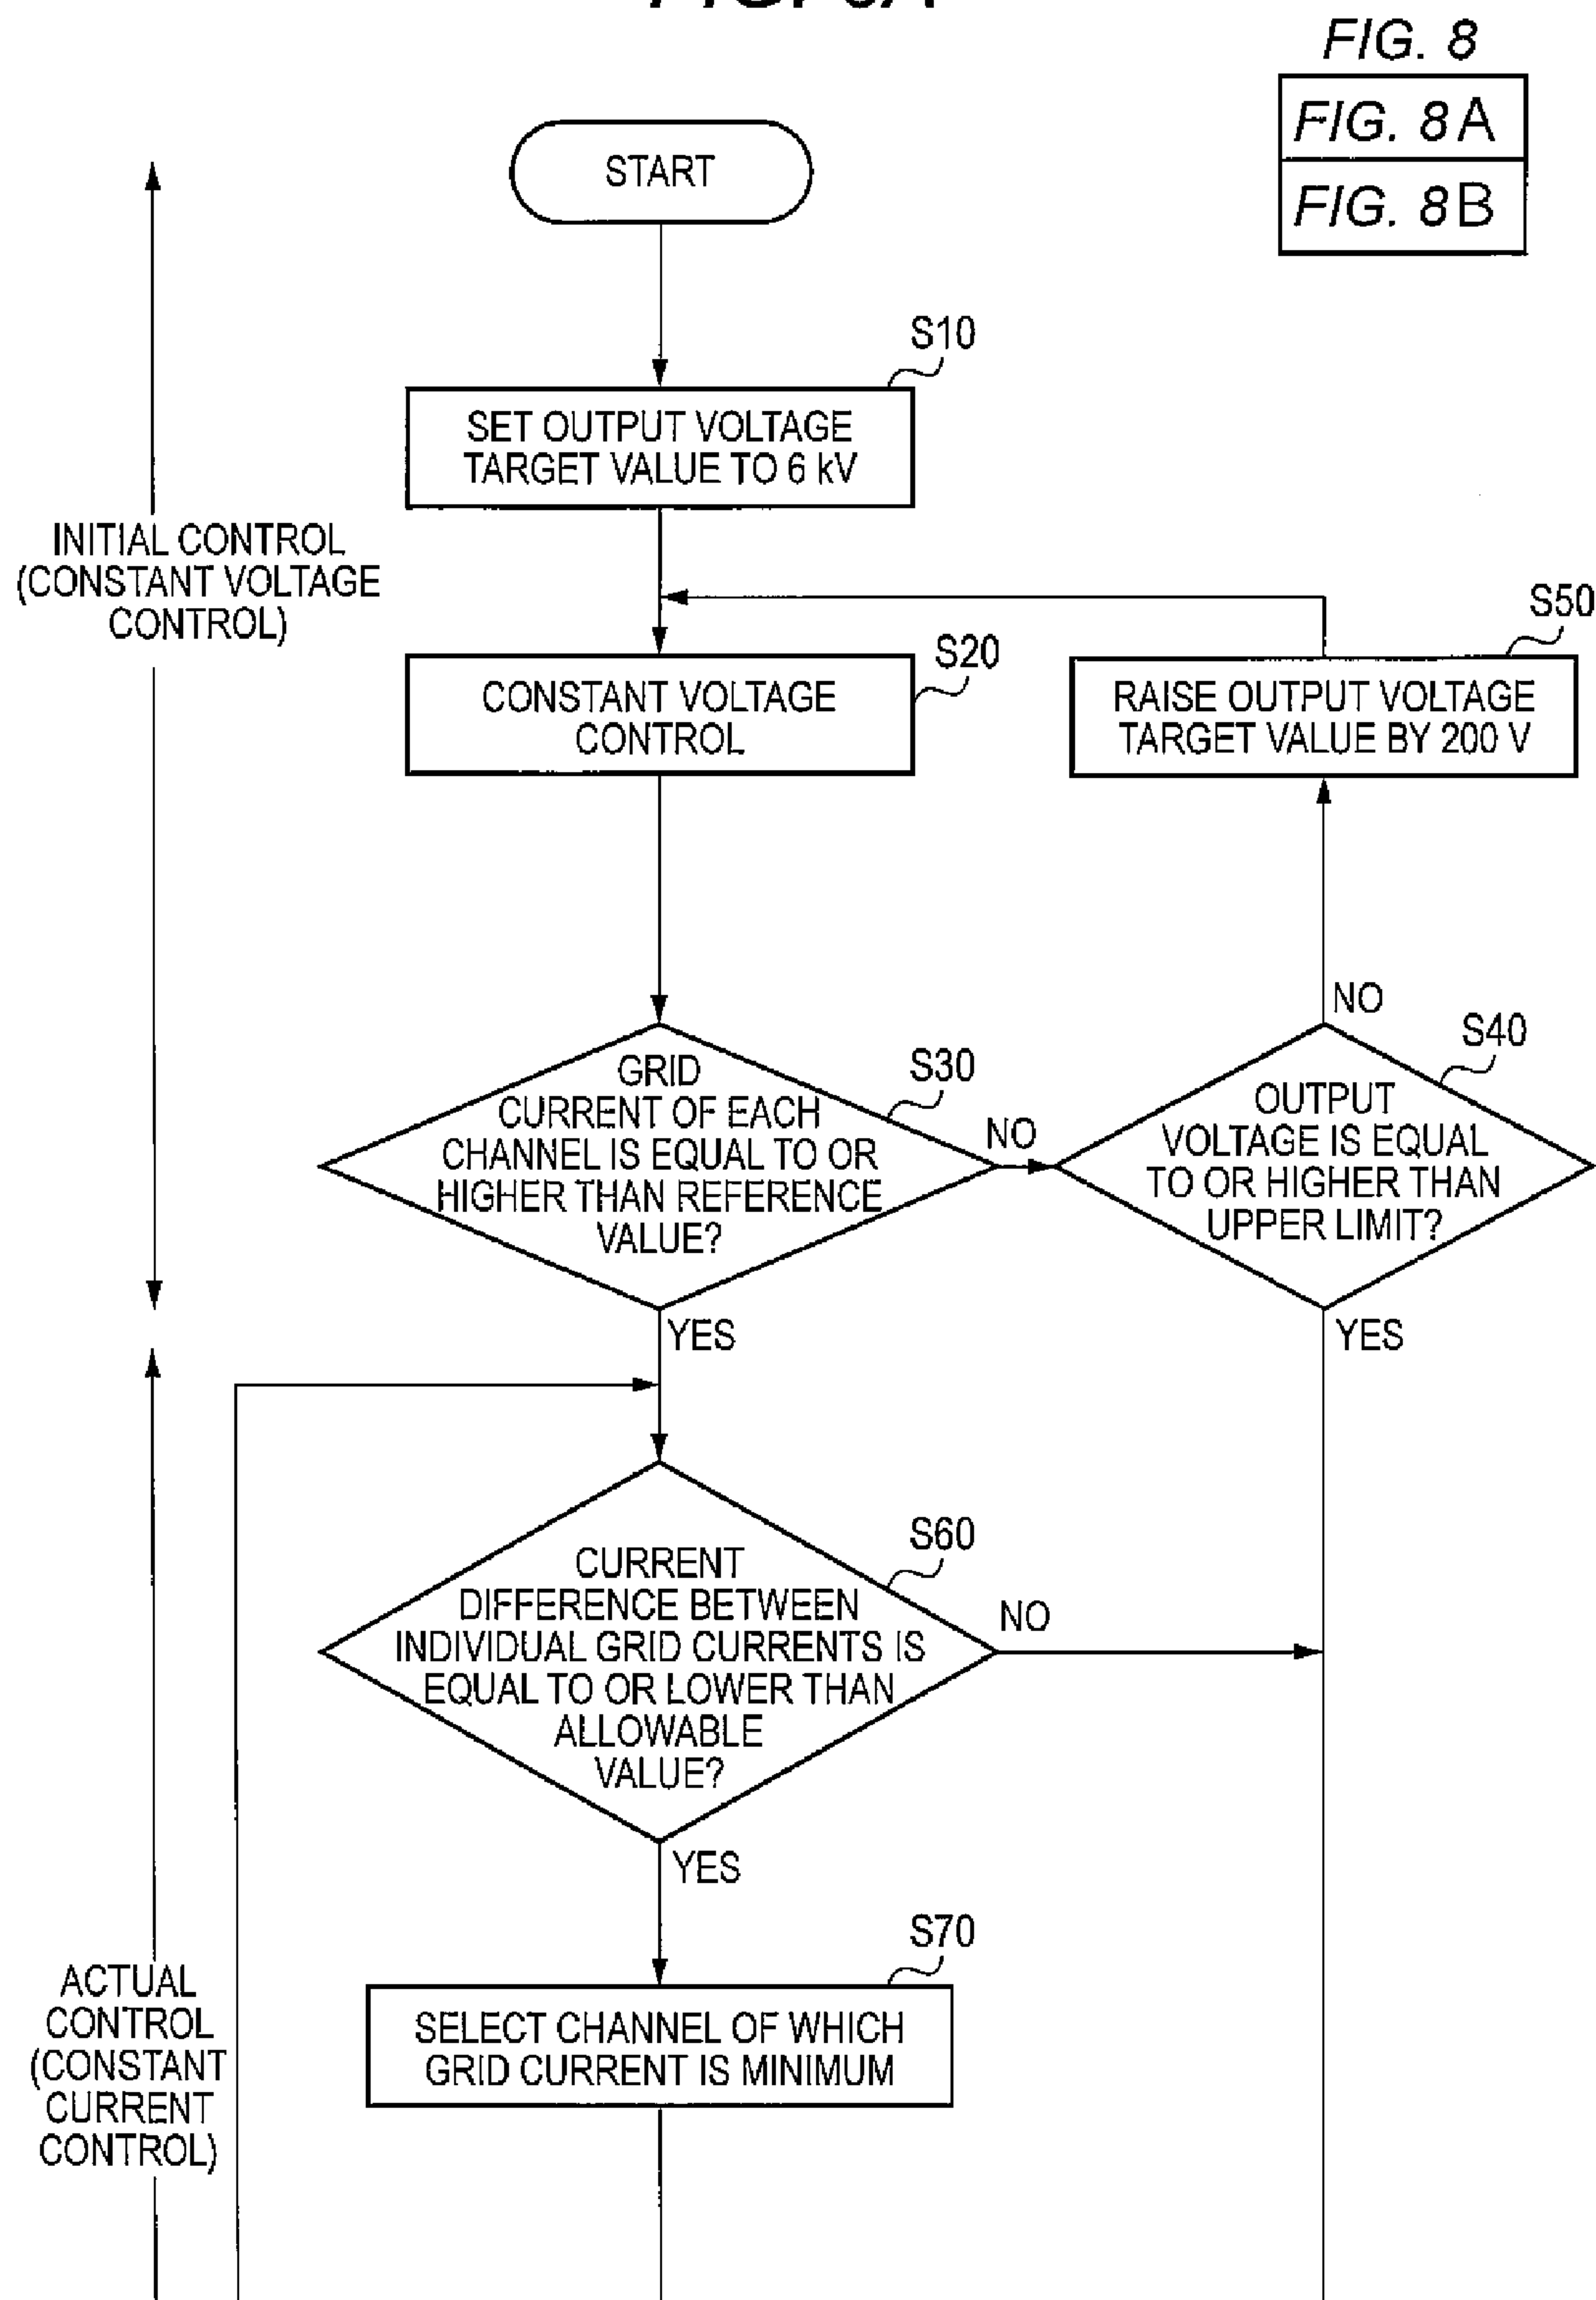 FIG. 8A
FIG. 8
FIG. 8A
FIG. 8B
START
S10
SET OUTPUT VOLTAGE
TARGET VALUE TO 6 kV
INITIAL CONTROL
(CONSTANT VOLTAGE
CONTROL)
S20
CONSTANT VOLTAGE
CONTROL
S50
RAISE OUTPUT VOLTAGE
TARGET VALUE BY 200 V
S30
GRID
CURRENT OF EACH
CHANNEL IS EQUAL TO OR
HIGHER THAN REFERENCE
VALUE?
NO
YES
S40
OUTPUT
VOLTAGE IS EQUAL
TO OR HIGHER THAN
UPPER LIMIT?
NO
YES
S60
CURRENT
DIFFERENCE BETWEEN
INDIVIDUAL GRID CURRENTS IS
EQUAL TO OR LOWER THAN
ALLOWABLE
VALUE?
NO
YES
S70
SELECT CHANNEL OF WHICH
GRID CURRENT IS MINIMUM
ACTUAL
CONTROL
(CONSTANT
CURRENT
CONTROL)